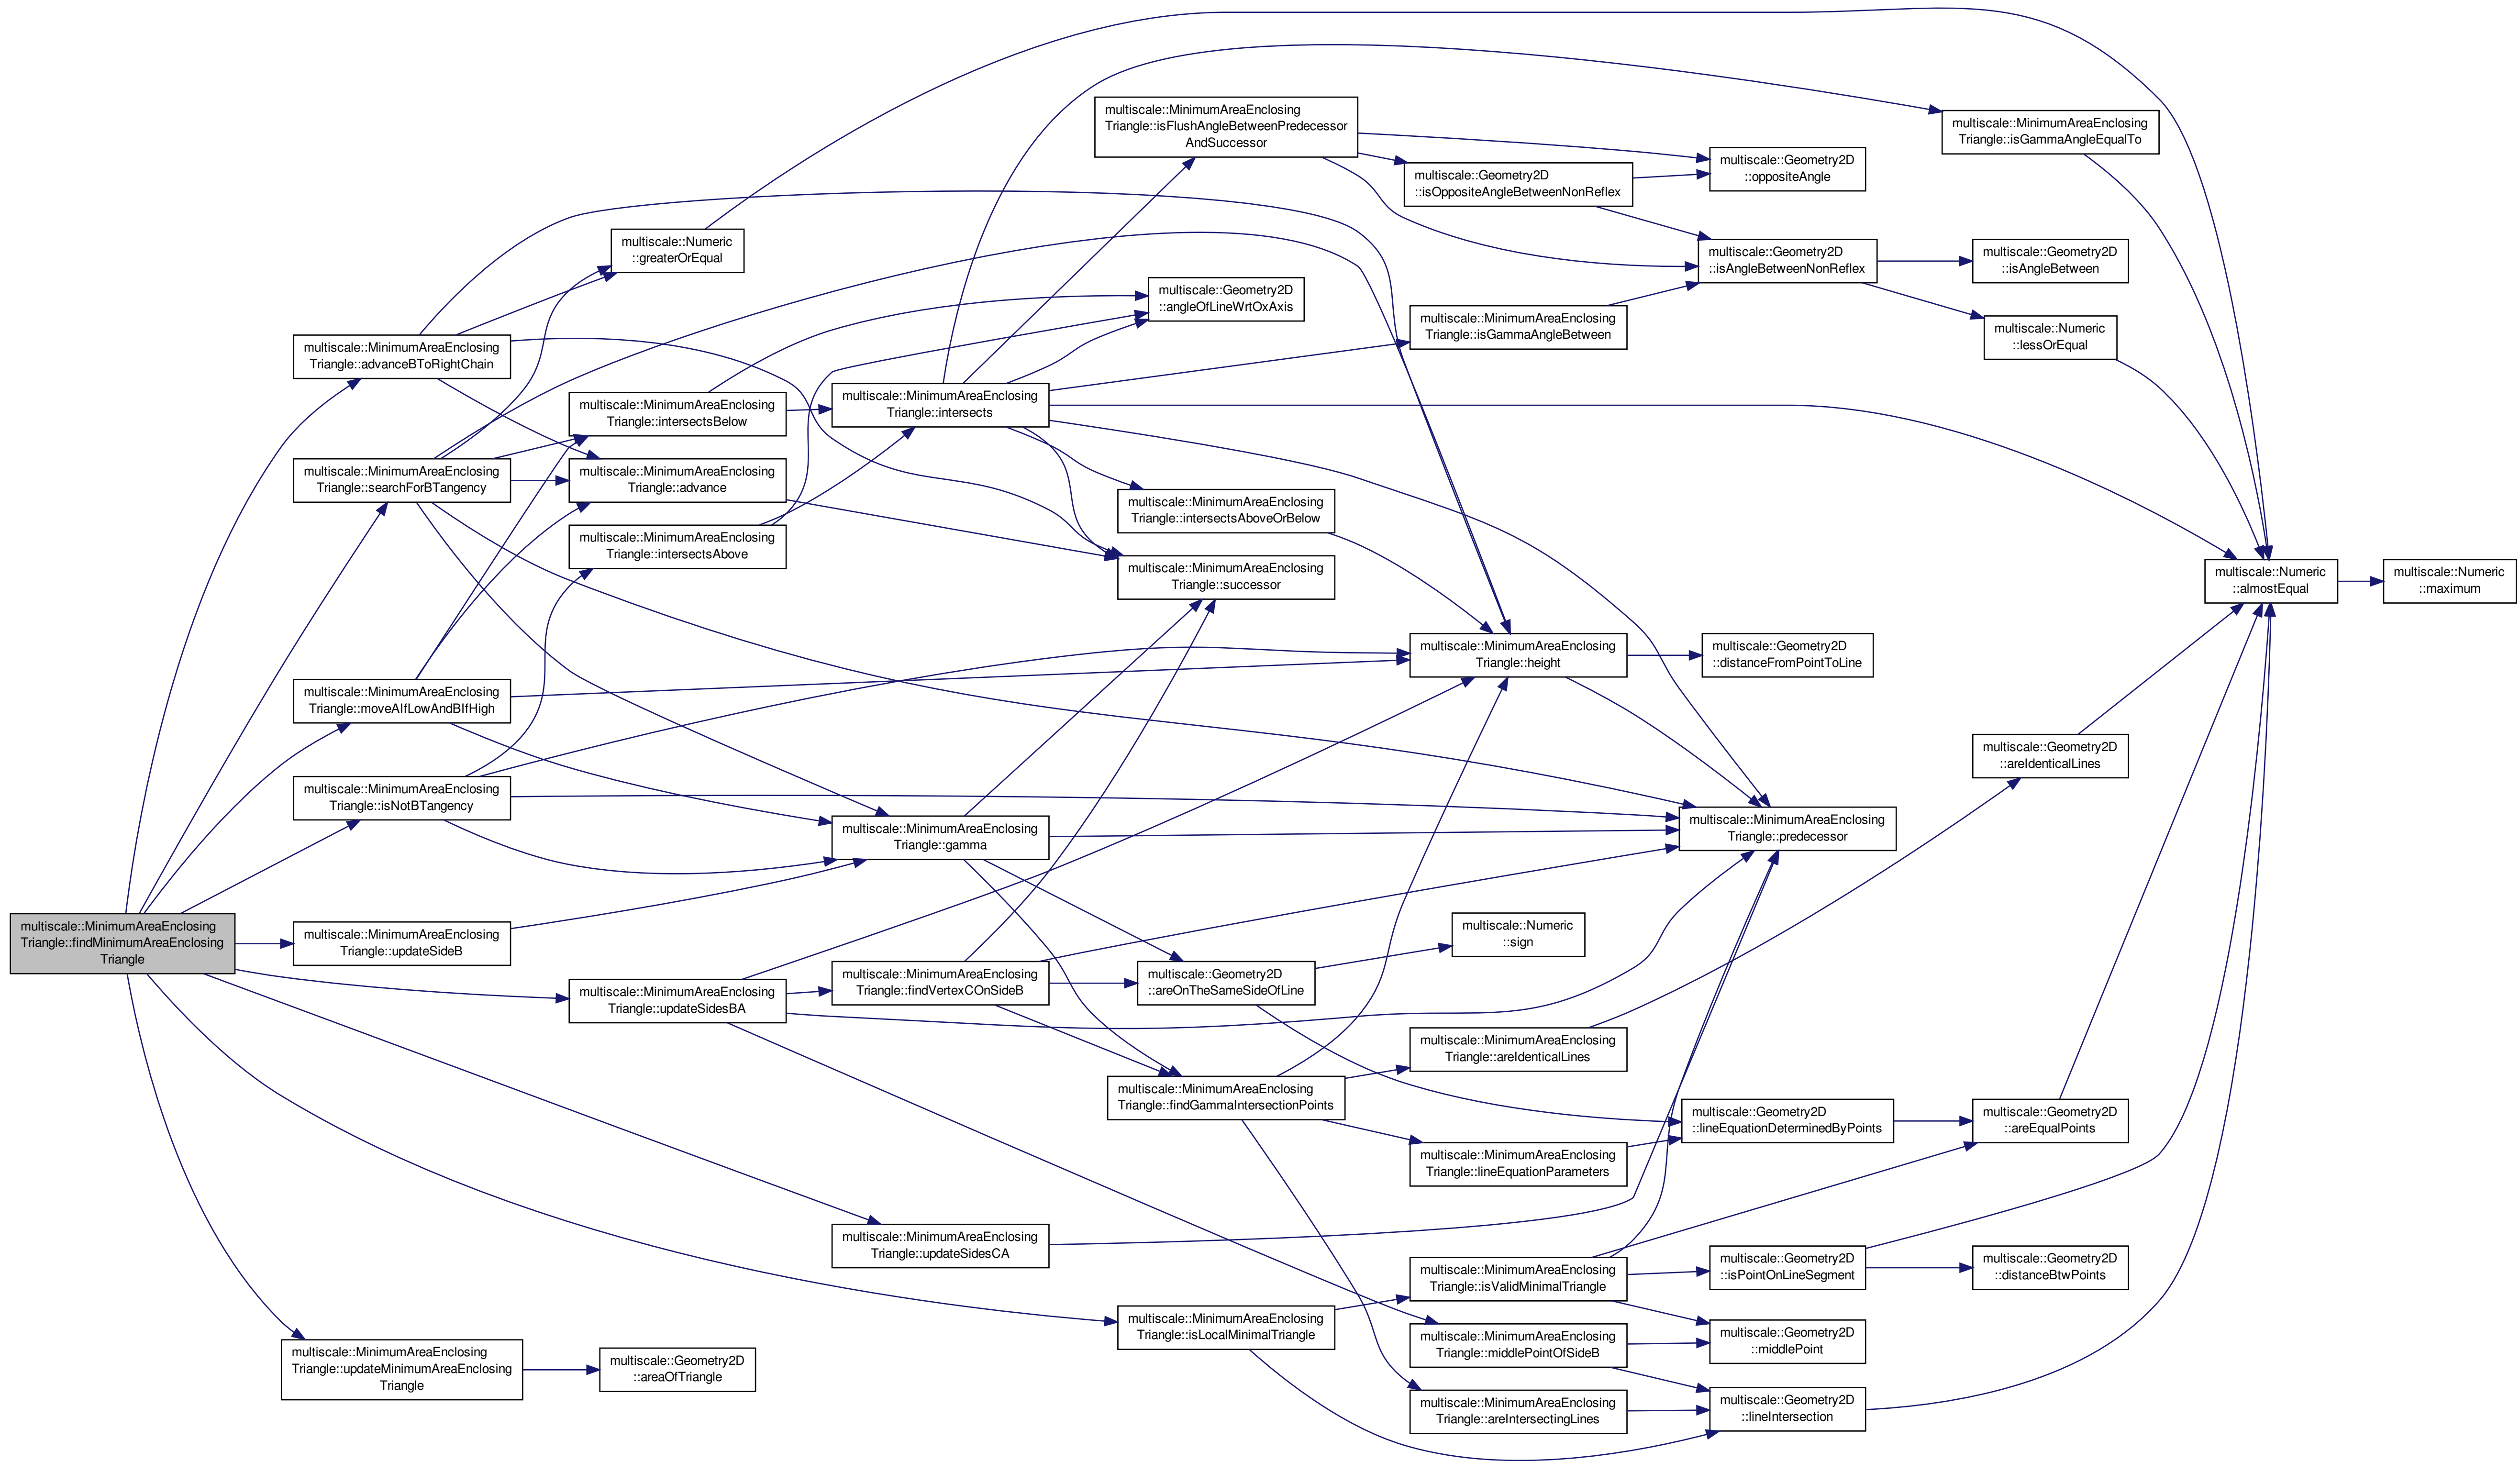 multiscale::MinimumAreaEnclosing
Triangle::findMinimumAreaEnclosing
Triangle
multiscale::MinimumAreaEnclosing
Triangle::advanceBToRightChain
multiscale::MinimumAreaEnclosing
Triangle::searchForBTangency
multiscale::MinimumAreaEnclosing
Triangle::moveAIfLowAndBIfHigh
multiscale::MinimumAreaEnclosing
Triangle::isNotBTangency
multiscale::MinimumAreaEnclosing
Triangle::updateSideB
multiscale::MinimumAreaEnclosing
Triangle::updateMinimumAreaEnclosing
Triangle
multiscale::Numeric
::greaterOrEqual
multiscale::MinimumAreaEnclosing
Triangle::intersectsBelow
multiscale::MinimumAreaEnclosing
Triangle::advance
multiscale::MinimumAreaEnclosing
Triangle::intersectsAbove
multiscale::MinimumAreaEnclosing
Triangle::updateSidesBA
multiscale::Geometry2D
::areaOfTriangle
multiscale::MinimumAreaEnclosing
Triangle::intersects
multiscale::MinimumAreaEnclosing
Triangle::gamma
multiscale::MinimumAreaEnclosing
Triangle::findVertexCOnSideB
multiscale::MinimumAreaEnclosing
Triangle::updateSidesCA
multiscale::MinimumAreaEnclosing
Triangle::isFlushAngleBetweenPredecessor
AndSuccessor
multiscale::Geometry2D
::angleOfLineWrtOxAxis
multiscale::MinimumAreaEnclosing
Triangle::intersectsAboveOrBelow
multiscale::MinimumAreaEnclosing
Triangle::successor
multiscale::Geometry2D
::areOnTheSameSideOfLine
multiscale::MinimumAreaEnclosing
Triangle::findGammaIntersectionPoints
multiscale::MinimumAreaEnclosing
Triangle::isLocalMinimalTriangle
multiscale::Geometry2D
::isOppositeAngleBetweenNonReflex
multiscale::MinimumAreaEnclosing
Triangle::isGammaAngleBetween
multiscale::MinimumAreaEnclosing
Triangle::height
multiscale::Numeric
::sign
multiscale::MinimumAreaEnclosing
Triangle::areIdenticalLines
multiscale::MinimumAreaEnclosing
Triangle::lineEquationParameters
multiscale::MinimumAreaEnclosing
Triangle::isValidMinimalTriangle
multiscale::MinimumAreaEnclosing
Triangle::middlePointOfSideB
multiscale::MinimumAreaEnclosing
Triangle::areIntersectingLines
multiscale::Geometry2D
::oppositeAngle
multiscale::Geometry2D
::isAngleBetweenNonReflex
multiscale::Geometry2D
::distanceFromPointToLine
multiscale::MinimumAreaEnclosing
Triangle::predecessor
multiscale::Geometry2D
::lineEquationDeterminedByPoints
multiscale::Geometry2D
::isPointOnLineSegment
multiscale::Geometry2D
::middlePoint
multiscale::Geometry2D
::lineIntersection
multiscale::MinimumAreaEnclosing
Triangle::isGammaAngleEqualTo
multiscale::Geometry2D
::isAngleBetween
multiscale::Numeric
::lessOrEqual
multiscale::Geometry2D
::areIdenticalLines
multiscale::Geometry2D
::areEqualPoints
multiscale::Geometry2D
::distanceBtwPoints
multiscale::Numeric
::almostEqual
multiscale::Numeric
::maximum